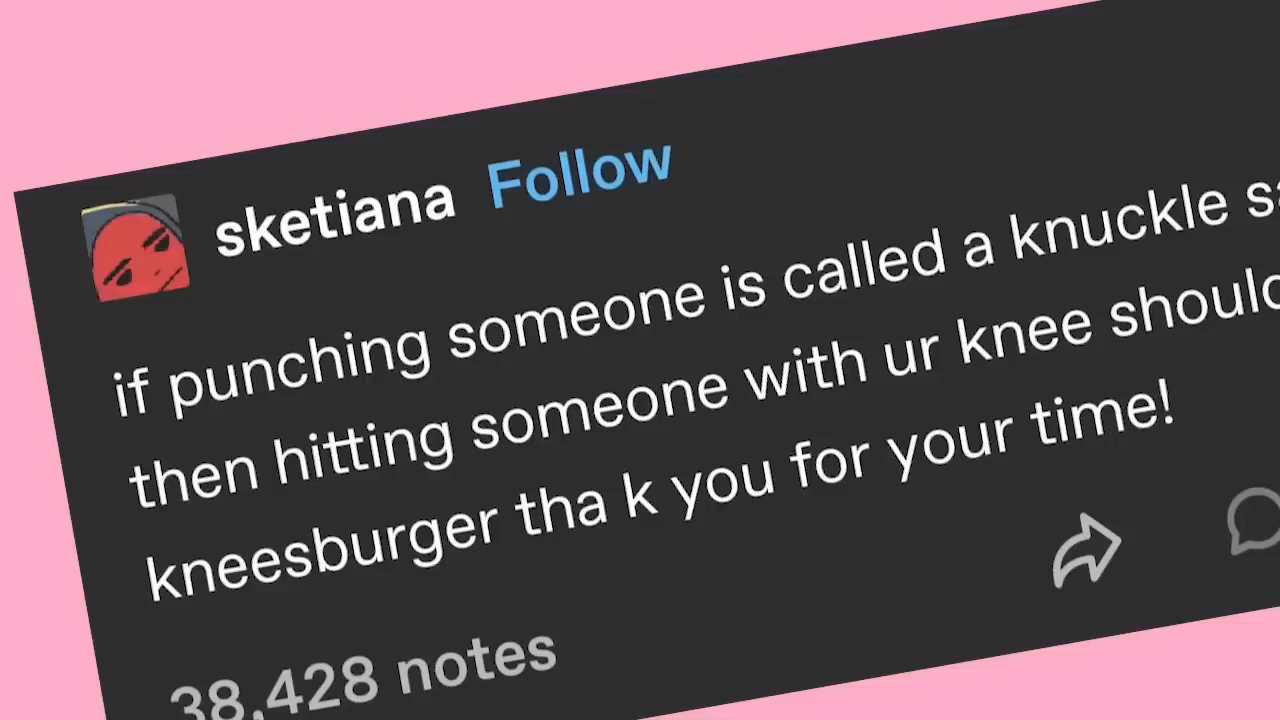 sketiana Follow
if punching someone is called a knuckle
then hitting someone with ur knee
kneesburger tha k you for your time!
38,428 notes